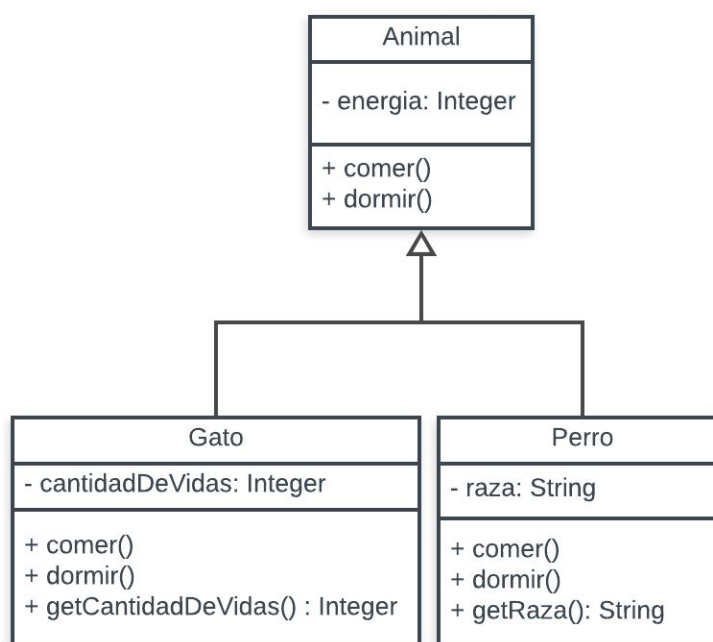 Animal
- energia: Integer
+ comer()
+ dormir()
Gato
- cantidadDeVidas: Integer
+ comer()
+ dormir()
+ getCantidadDeVidas() : Integer
Perro
- raza: String
+ comer()
+ dormir()
+ getRaza(): String